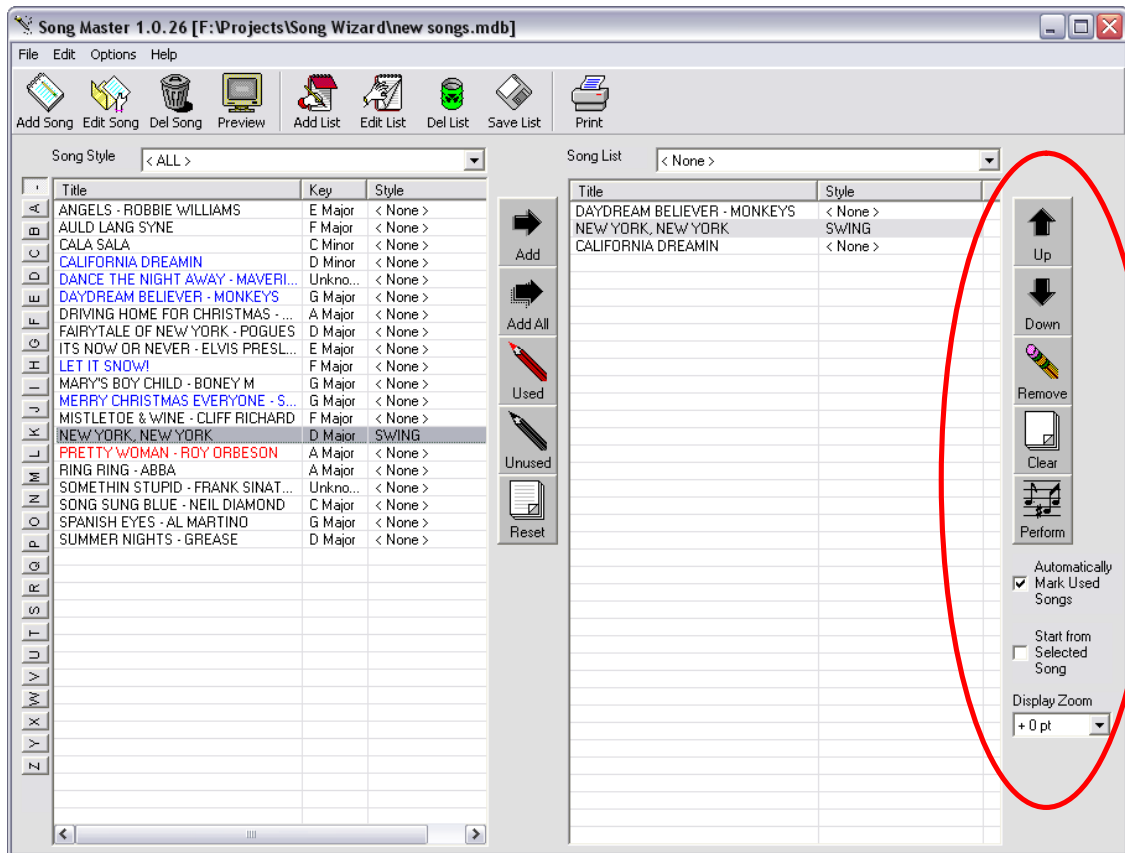 Song Master 1.0.26 [F:\Projects\Song Wizard\new songs.mdb]
File Edit Options Help
Add Song Edit Song Del Song Preview Add List Edit List Del List Save List Print
Song Style < ALL >
Song List < None >
Title Key Style
ANGELS - ROBBIE WILLIAMS E Major < None >
AULD LANG SYNE F Major < None >
CALA SALA C Minor < None >
CALIFORNIA DREAMIN D Minor < None >
DANCE THE NIGHT AWAY - MAVERI... Unkno... < None >
DAYDREAM BELIEVER - MONKEYS G Major < None >
DRIVING HOME FOR CHRISTMAS - ... A Major < None >
FAIRYTALE OF NEW YORK - POGUES D Major < None >
ITS NOW OR NEVER - ELVIS PRESL... E Major < None >
LET IT SNOW! F Major < None >
MARY'S BOY CHILD - BONEY M G Major < None >
MERRY CHRISTMAS EVERYONE - S... G Major < None >
MISTLETOE & WINE - CLIFF RICHARD F Major < None >
NEW YORK, NEW YORK D Major SWING
PRETTY WOMAN - ROY ORBESON A Major < None >
RING RING - ABBA A Major < None >
SOMETHIN STUPID - FRANK SINAT... Unkno... < None >
SONG SUNG BLUE - NEIL DIAMOND C Major < None >
SPANISH EYES - AL MARTINO G Major < None >
SUMMER NIGHTS - GREASE D Major < None >
-
A
B
C
D
E
F
G
H
I
J
K
L
M
N
O
P
Q
R
S
T
U
V
W
X
Y
Z
Add
Add All
Used
Unused
Reset
Title Style
DAYDREAM BELIEVER - MONKEYS < None >
NEW YORK, NEW YORK SWING
CALIFORNIA DREAMIN < None >
Up
Down
Remove
Clear
Perform
Automatically
Mark Used
Songs
Start from
Selected
Song
Display Zoom
+ 0 pt